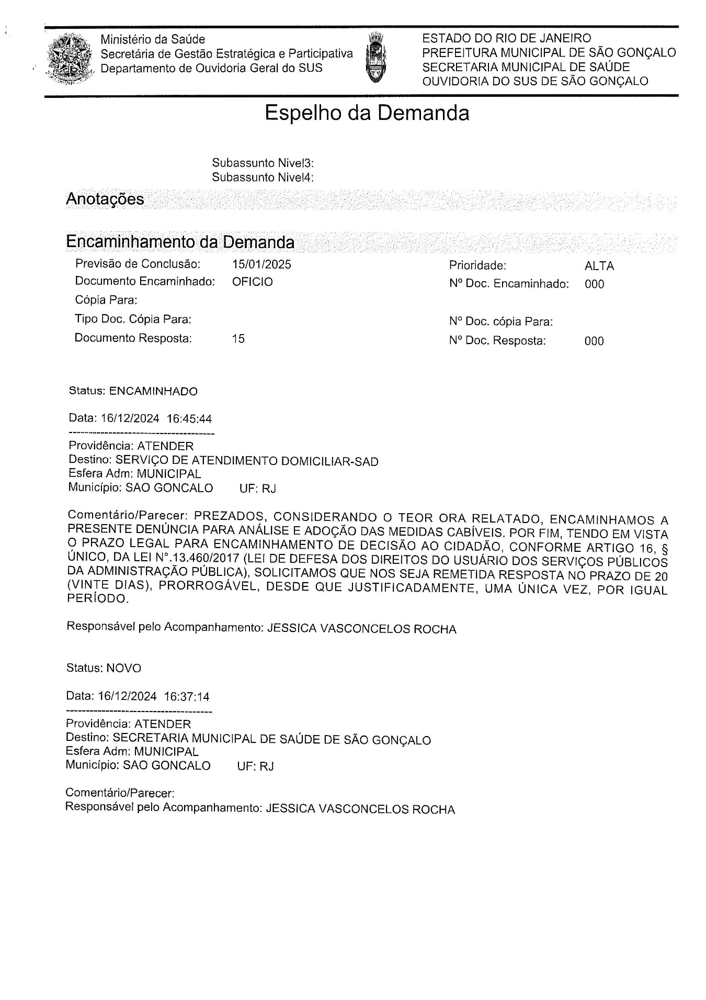 Ministério da Saúde
Secretária de Gestão Estratégica e Participativa
Departamento de Ouvidoria Geral do SUS
ESTADO DO RIO DE JANEIRO
PREFEITURA MUNICIPAL DE SÃO GONÇALO
SECRETARIA MUNICIPAL DE SAÚDE
OUVIDORIA DO SUS DE SÃO GONÇALO
Espelho da Demanda
Subassunto Nivel3:
Subassunto Nivel4:
Anotações
Encaminhamento da Demanda
Previsão de Conclusão: 15/01/2025 Prioridade: ALTA
Documento Encaminhado: OFICIO Nº Doc. Encaminhado: 000
Cópia Para:
Tipo Doc. Cópia Para: Nº Doc. cópia Para:
Documento Resposta: 15 Nº Doc. Resposta: 000
Status: ENCAMINHADO
Data: 16/12/2024 16:45:44
-------------------------------------
Providência: ATENDER
Destino: SERVIÇO DE ATENDIMENTO DOMICILIAR-SAD
Esfera Adm: MUNICIPAL
Município: SAO GONCALO UF: RJ
Comentário/Parecer: PREZADOS, CONSIDERANDO O TEOR ORA RELATADO, ENCAMINHAMOS A
PRESENTE DENÚNCIA PARA ANÁLISE E ADOÇÃO DAS MEDIDAS CABÍVEIS. POR FIM, TENDO EM VISTA
O PRAZO LEGAL PARA ENCAMINHAMENTO DE DECISÃO AO CIDADÃO, CONFORME ARTIGO 16, §
ÚNICO, DA LEI N°.13.460/2017 (LEI DE DEFESA DOS DIREITOS DO USUÁRIO DOS SERVIÇOS PÚBLICOS
DA ADMINISTRAÇÃO PÚBLICA), SOLICITAMOS QUE NOS SEJA REMETIDA RESPOSTA NO PRAZO DE 20
(VINTE DIAS), PRORROGÁVEL, DESDE QUE JUSTIFICADAMENTE, UMA ÚNICA VEZ, POR IGUAL
PERÍODO.
Responsável pelo Acompanhamento: JESSICA VASCONCELOS ROCHA
Status: NOVO
Data: 16/12/2024 16:37:14
-------------------------------------
Providência: ATENDER
Destino: SECRETARIA MUNICIPAL DE SAÚDE DE SÃO GONÇALO
Esfera Adm: MUNICIPAL
Município: SAO GONCALO UF: RJ
Comentário/Parecer:
Responsável pelo Acompanhamento: JESSICA VASCONCELOS ROCHA